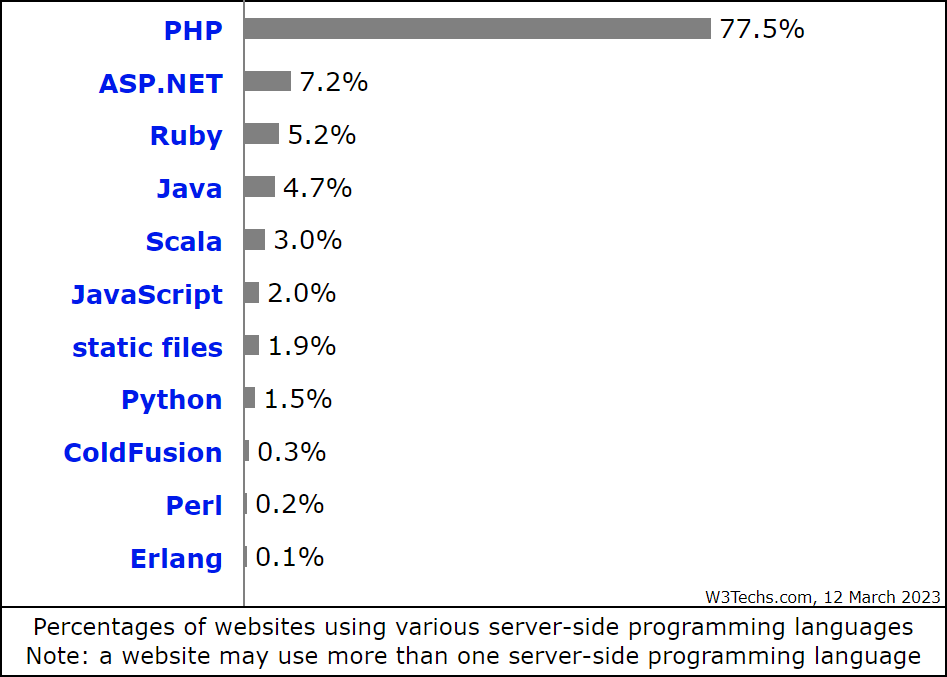 PHP 77.5%
ASP.NET 7.2%
Ruby 5.2%
Java 4.7%
Scala 3.0%
JavaScript 2.0%
static files 1.9%
Python 1.5%
ColdFusion 0.3%
Perl 0.2%
Erlang 0.1%
W3Techs.com, 12 March 2023
Percentages of websites using various server-side programming languages
Note: a website may use more than one server-side programming language